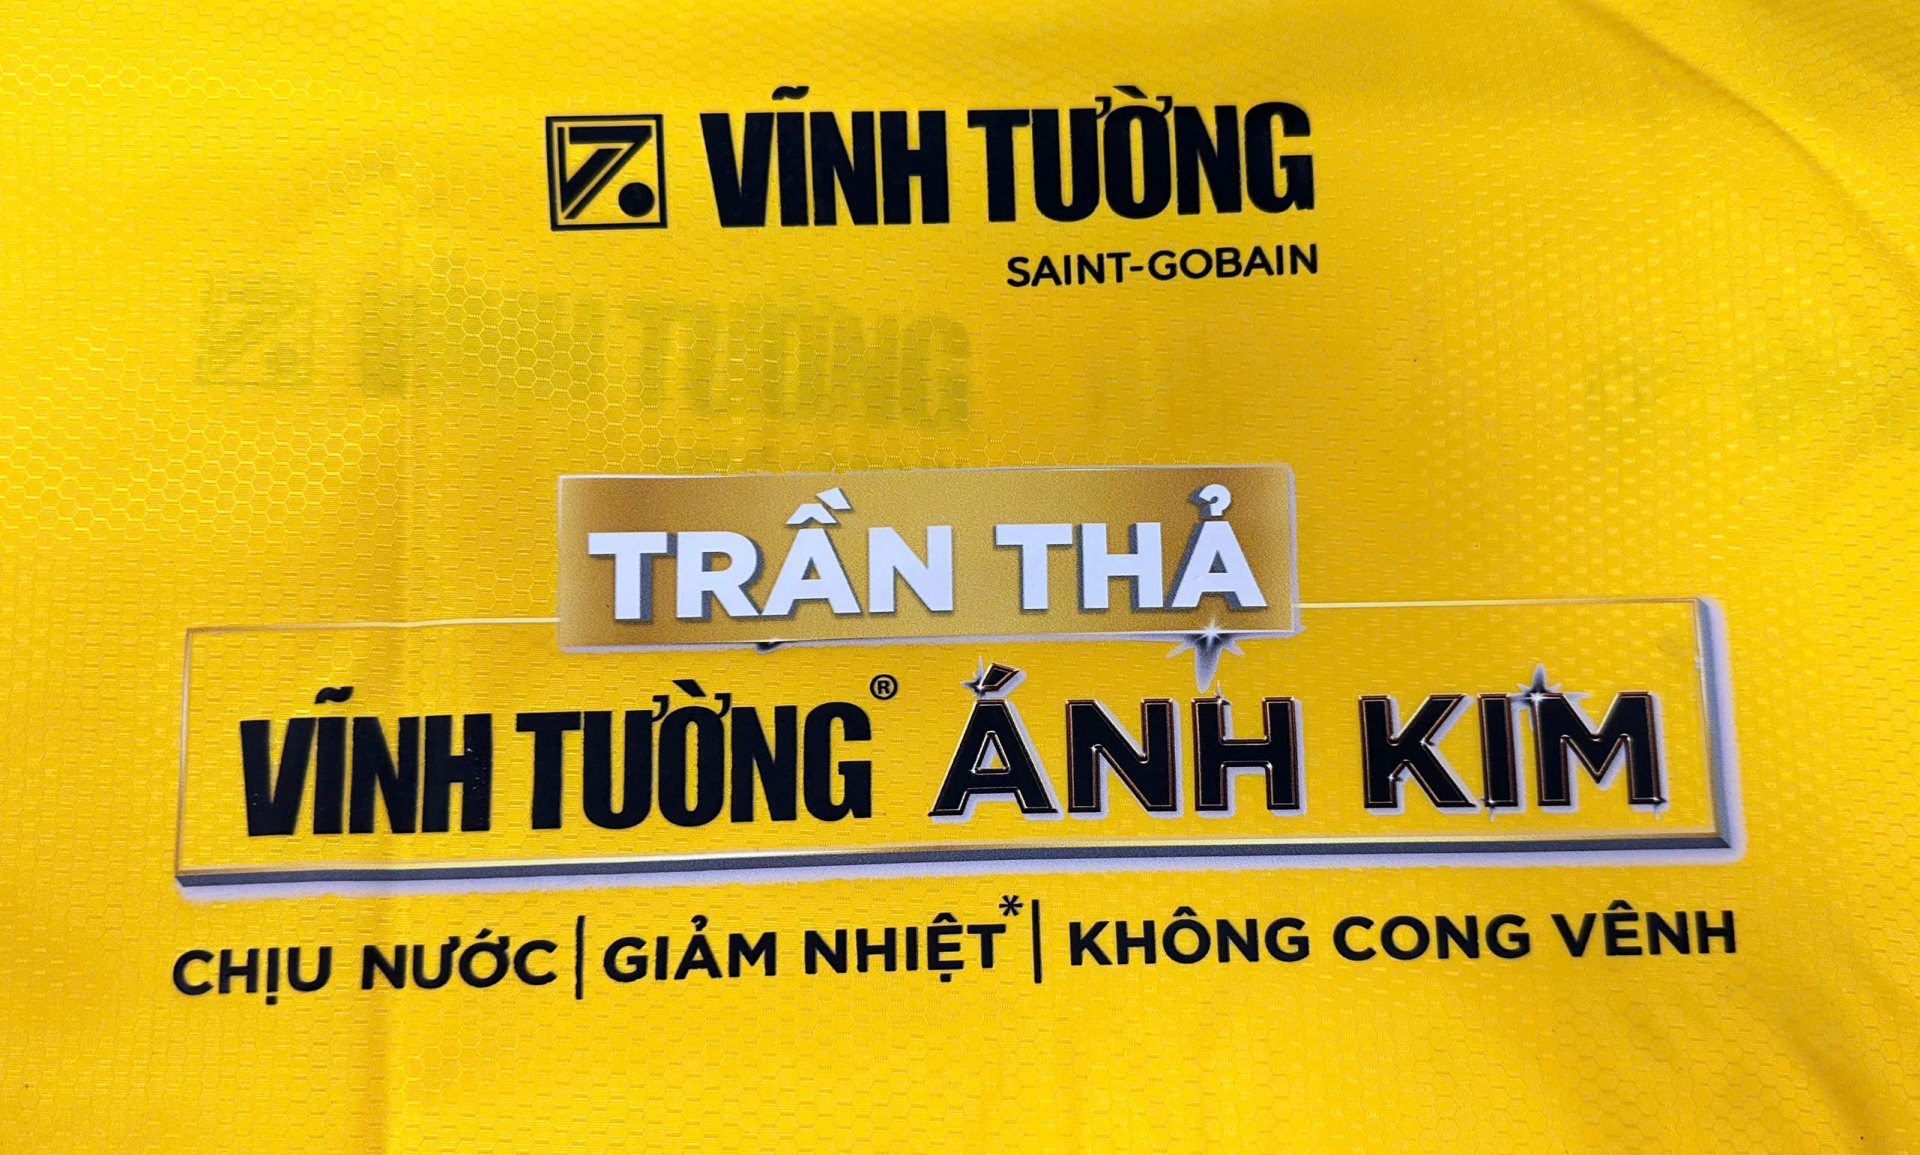 VĨNH TƯỜNG
SAINT-GOBAIN
TRẦN THẢ
VĨNH TƯỜNG® ÁNH KIM
CHỊU NƯỚC | GIẢM NHIỆT* | KHÔNG CONG VÊNH